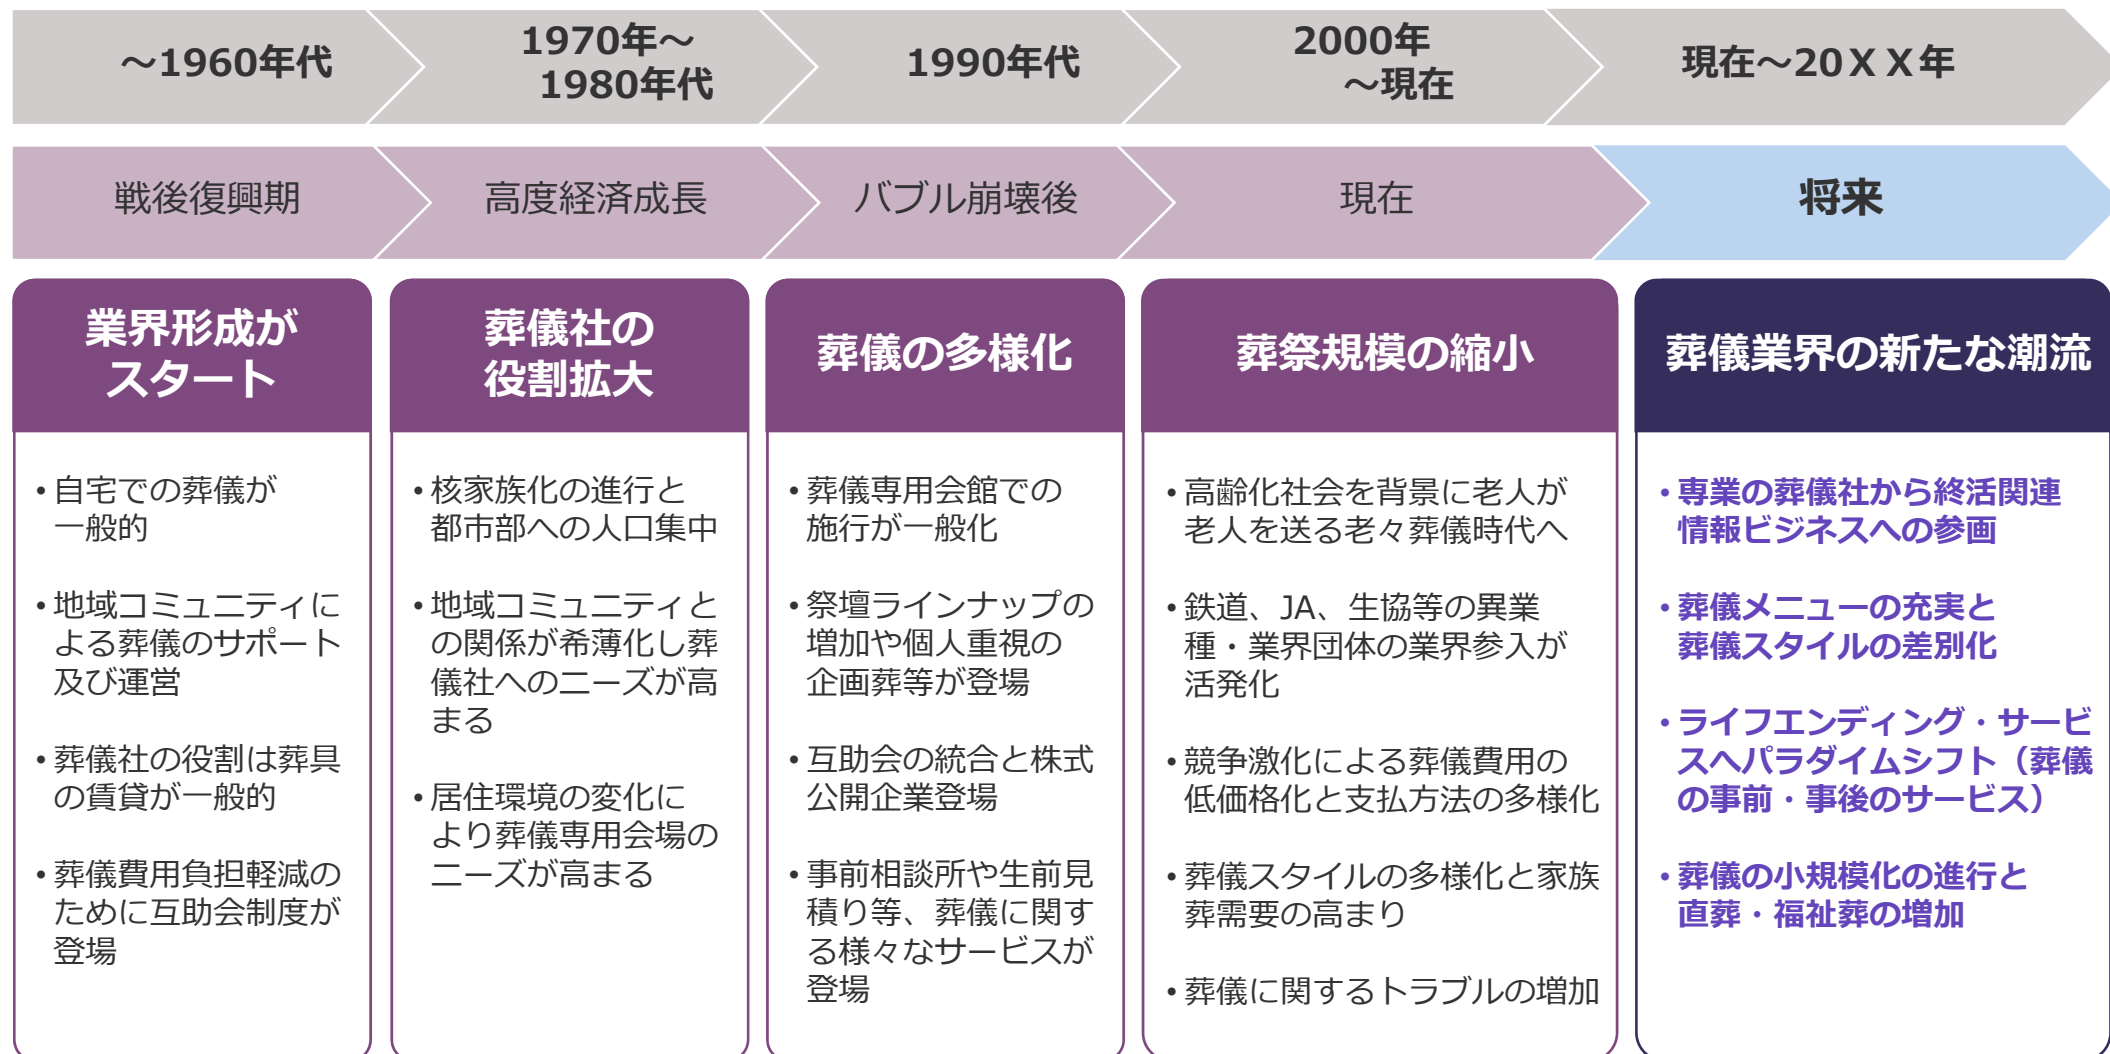 ～1960年代
1970年～
1980年代
1990年代
2000年
～現在
現在～20ＸＸ年
戦後復興期
高度経済成長
バブル崩壊後
現在
将来
業界形成が
スタート
・自宅での葬儀が
一般的
・地域コミュニティに
よる葬儀のサポート
及び運営
・葬儀社の役割は葬具
の賃貸が一般的
・葬儀費用負担軽減の
ために互助会制度が
登場
葬儀社の
役割拡大
・核家族化の進行と
都市部への人口集中
・地域コミュニティと
の関係が希薄化し葬
儀社へのニーズが高
まる
・居住環境の変化に
より葬儀専用会場の
ニーズが高まる
葬儀の多様化
・葬儀専用会館での
施行が一般化
・祭壇ラインナップの
増加や個人重視の
企画葬等が登場
・互助会の統合と株式
公開企業登場
・事前相談所や生前見
積り等、葬儀に関す
る様々なサービスが
登場
葬祭規模の縮小
・高齢化社会を背景に老人が
老人を送る老々葬儀時代へ
・鉄道、JA、生協等の異業
種・業界団体の業界参入が
活発化
・競争激化による葬儀費用の
低価格化と支払方法の多様化
・葬儀スタイルの多様化と家族
葬需要の高まり
・葬儀に関するトラブルの増加
葬儀業界の新たな潮流
・専業の葬儀社から終活関連
情報ビジネスへの参画
・葬儀メニューの充実と
葬儀スタイルの差別化
・ライフエンディング・サービ
スへパラダイムシフト（葬儀
の事前・事後のサービス）
・葬儀の小規模化の進行と
直葬・福祉葬の増加